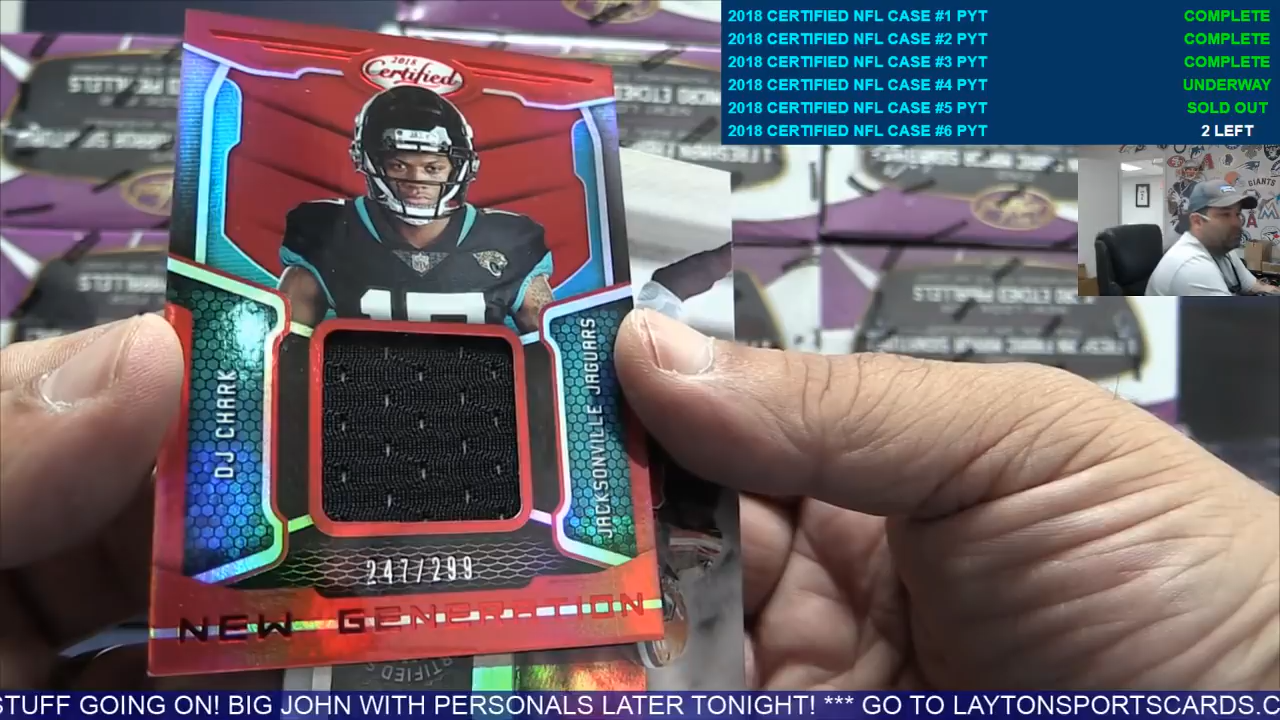 2018 CERTIFIED NFL CASE #1 PYT COMPLETE
2018 CERTIFIED NFL CASE #2 PYT COMPLETE
2018 CERTIFIED NFL CASE #3 PYT COMPLETE
2018 CERTIFIED NFL CASE #4 PYT UNDERWAY
2018 CERTIFIED NFL CASE #5 PYT SOLD OUT
2018 CERTIFIED NFL CASE #6 PYT 2 LEFT
2018
Certified
GIANTS
DJ CHARK
JACKSONVILLE JAGUARS
247/299
NEW GENERATION
STUFF GOING ON! BIG JOHN WITH PERSONALS LATER TONIGHT! *** GO TO LAYTONSPORTSCARDS.C